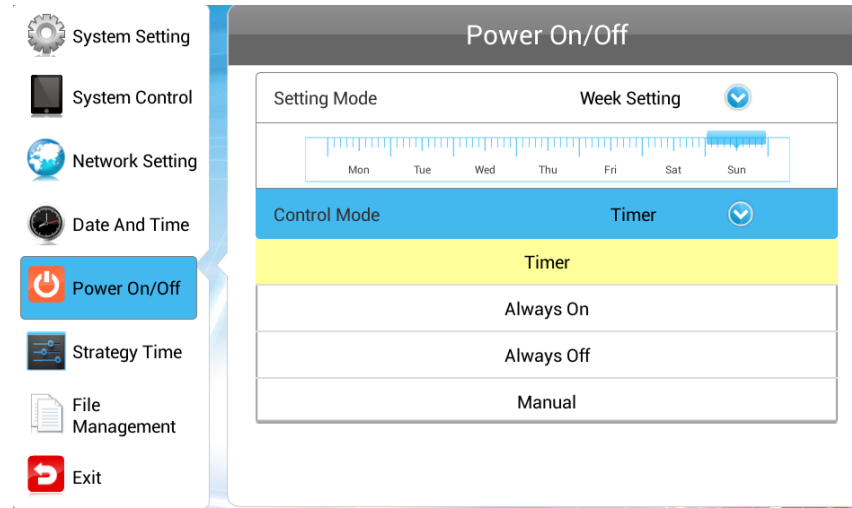 System Setting
System Control
Network Setting
Date And Time
Power On/Off
Strategy Time
File
Management
Exit
Power On/Off
Setting Mode Week Setting
Mon Tue Wed Thu Fri Sat Sun
Control Mode Timer
Timer
Always On
Always Off
Manual